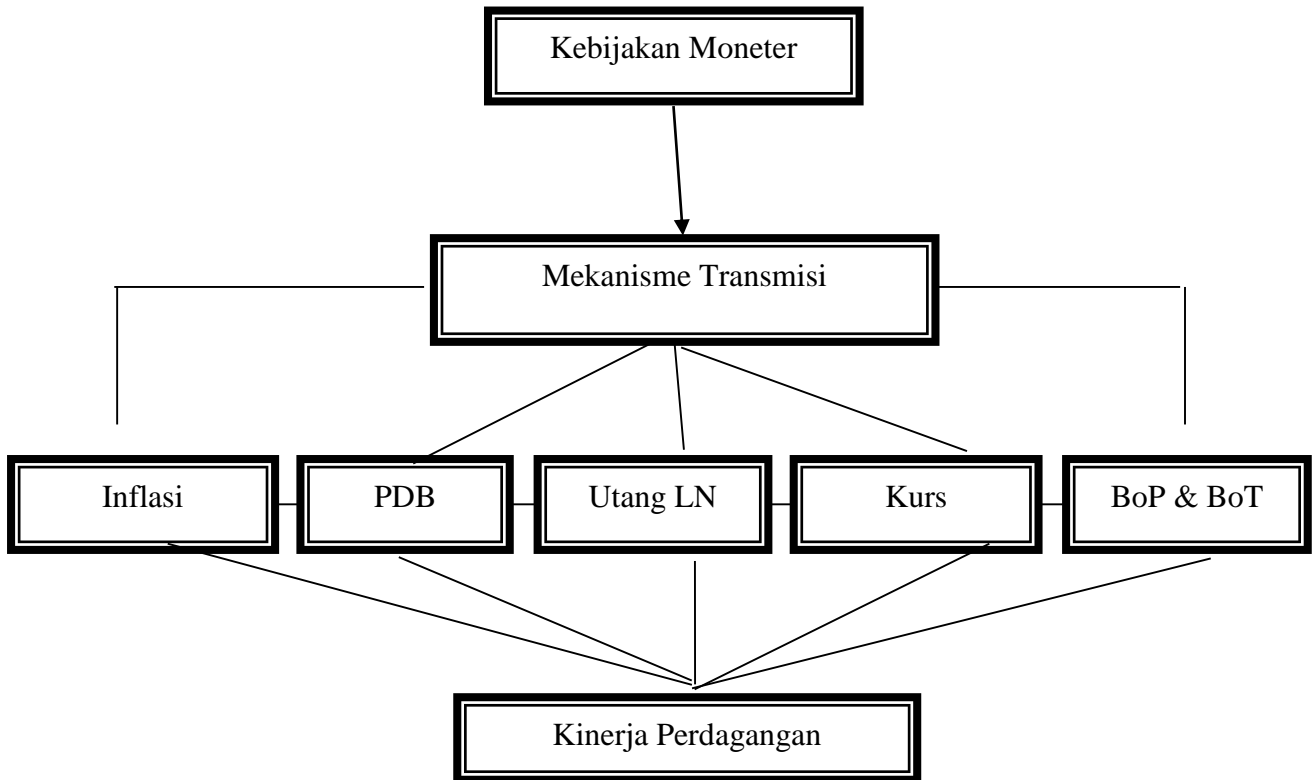 Kebijakan Moneter
Mekanisme Transmisi
Inflasi
PDB
Utang LN
Kurs
BoP & BoT
Kinerja Perdagangan